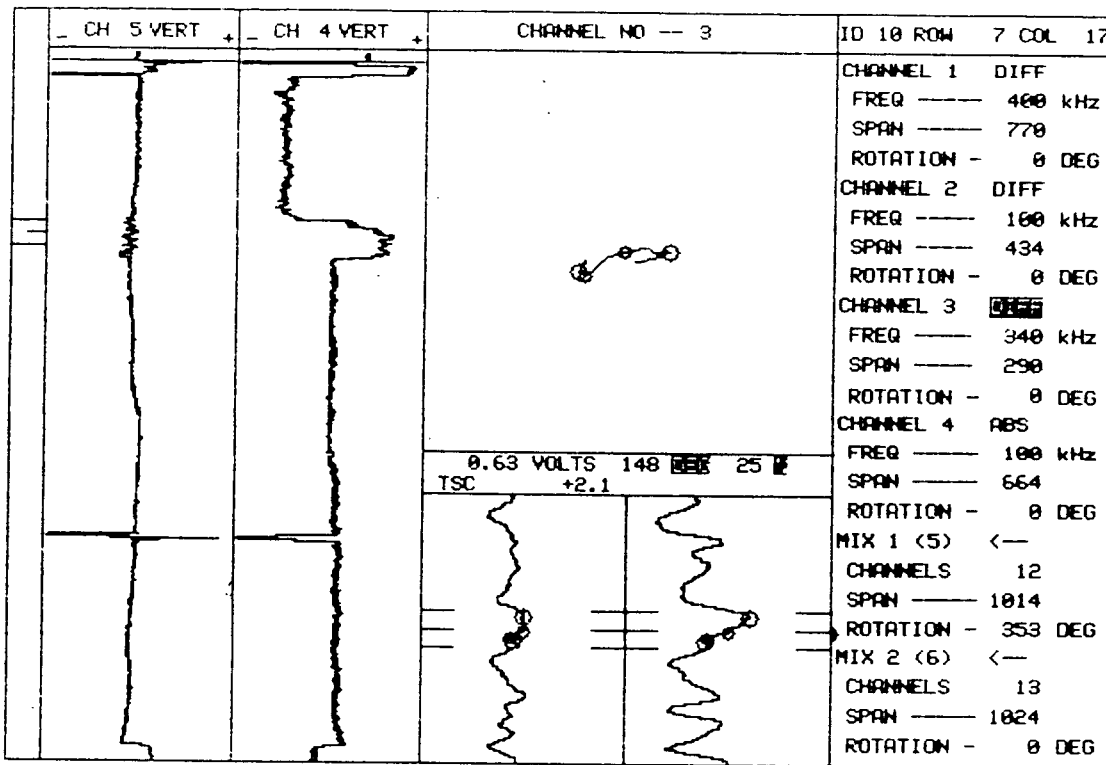 _ CH 5 VERT +
_ CH 4 VERT +
CHANNEL NO -- 3
ID 10 ROW 7 COL 17
CHANNEL 1 DIFF
FREQ ----- 400 kHz
SPAN ----- 770
ROTATION - 0 DEG
CHANNEL 2 DIFF
FREQ ----- 100 kHz
SPAN ----- 434
ROTATION - 0 DEG
CHANNEL 3 DIFF
FREQ ----- 340 kHz
SPAN ----- 290
ROTATION - 0 DEG
CHANNEL 4 ABS
FREQ ----- 100 kHz
SPAN ----- 664
ROTATION - 0 DEG
MIX 1 (5) <--
CHANNELS 12
SPAN ----- 1014
ROTATION - 353 DEG
MIX 2 (6) <--
CHANNELS 13
SPAN ----- 1024
ROTATION - 0 DEG
0.63 VOLTS 148 25
TSC +2.1